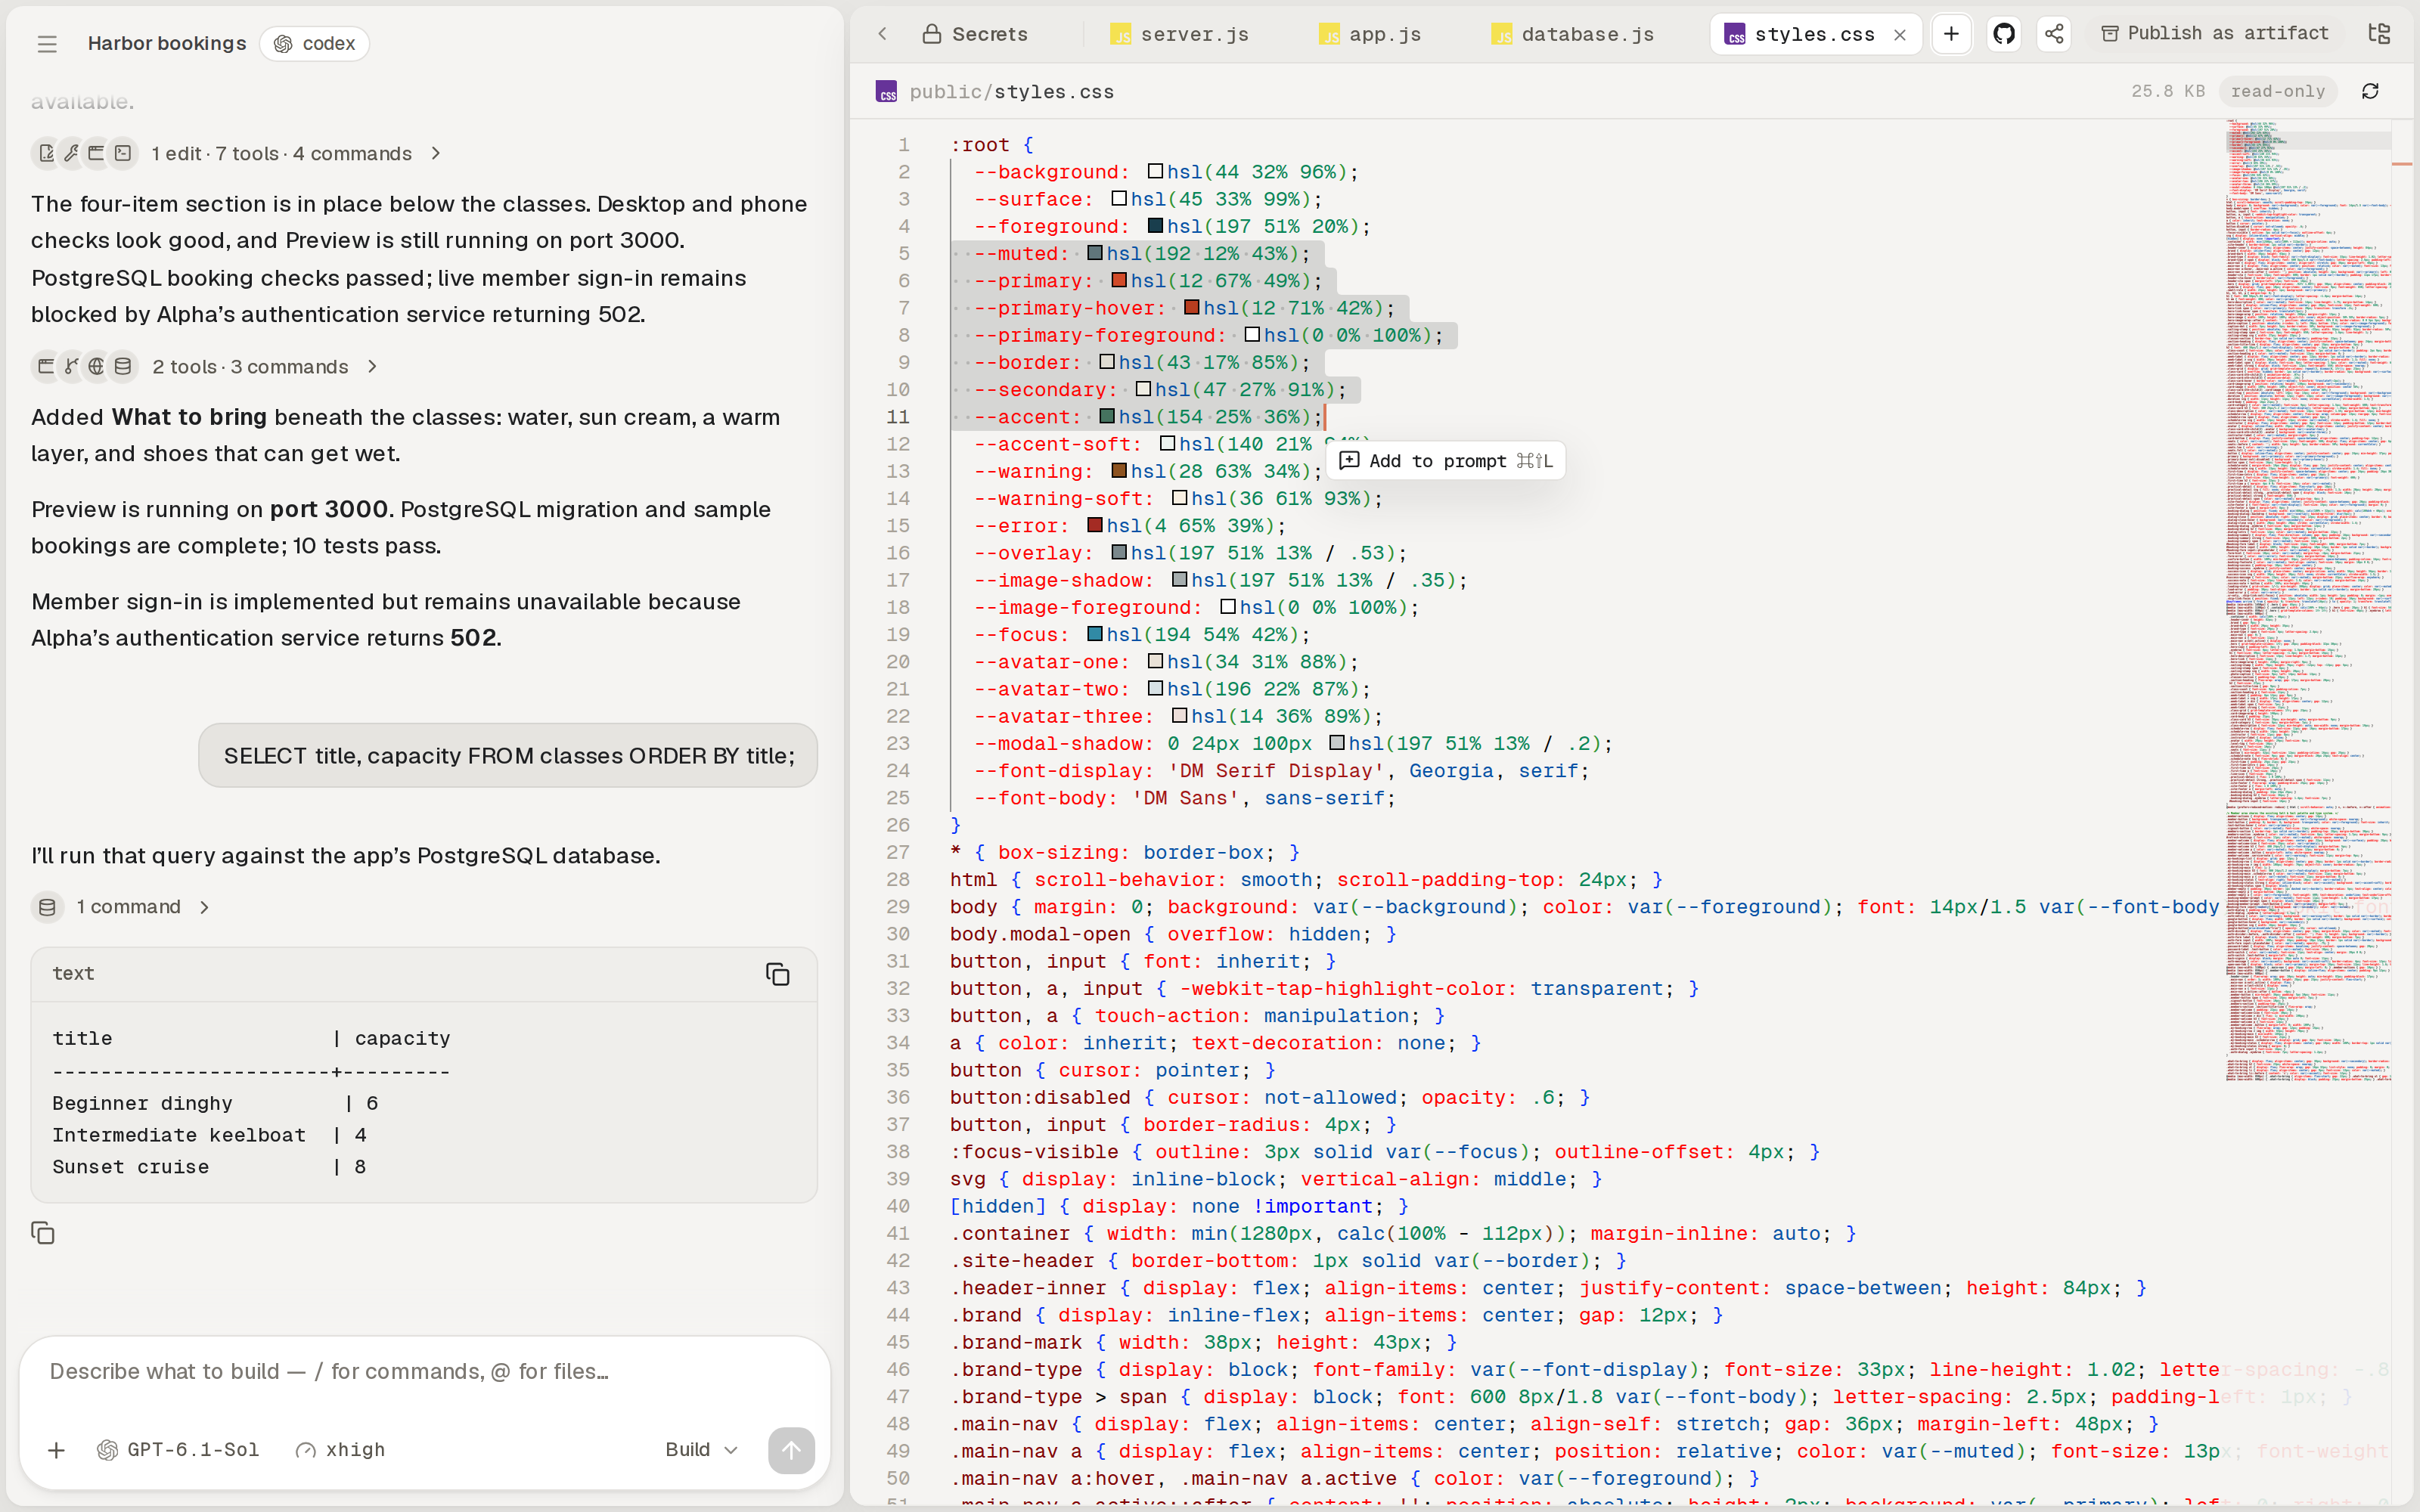 Harbor bookings codex
available.
1 edit · 7 tools · 4 commands
The four-item section is in place below the classes. Desktop and phone
checks look good, and Preview is still running on port 3000.
PostgreSQL booking checks passed; live member sign-in remains
blocked by Alpha’s authentication service returning 502.
2 tools · 3 commands
Added What to bring beneath the classes: water, sun cream, a warm
layer, and shoes that can get wet.
Preview is running on port 3000. PostgreSQL migration and sample
bookings are complete; 10 tests pass.
Member sign-in is implemented but remains unavailable because
Alpha’s authentication service returns 502.
SELECT title, capacity FROM classes ORDER BY title;
I’ll run that query against the app’s PostgreSQL database.
1 command
text
title | capacity
-----------------------+---------
Beginner dinghy | 6
Intermediate keelboat | 4
Sunset cruise | 8
Describe what to build — / for commands, @ for files…
GPT-6.1-Sol xhigh Build
Secrets JS server.js JS app.js JS database.js CSS styles.css Publish as artifact
CSS public/styles.css 25.8 KB read-only
1 :root {
2 --background: hsl(44 32% 96%);
3 --surface: hsl(45 33% 99%);
4 --foreground: hsl(197 51% 20%);
5 --muted: hsl(192 12% 43%);
6 --primary: hsl(12 67% 49%);
7 --primary-hover: hsl(12 71% 42%);
8 --primary-foreground: hsl(0 0% 100%);
9 --border: hsl(43 17% 85%);
10 --secondary: hsl(47 27% 91%);
11 --accent: hsl(154 25% 36%);
12 --accent-soft: hsl(140 21% 94%)
Add to prompt ⌘⇧L
13 --warning: hsl(28 63% 34%);
14 --warning-soft: hsl(36 61% 93%);
15 --error: hsl(4 65% 39%);
16 --overlay: hsl(197 51% 13% / .53);
17 --image-shadow: hsl(197 51% 13% / .35);
18 --image-foreground: hsl(0 0% 100%);
19 --focus: hsl(194 54% 42%);
20 --avatar-one: hsl(34 31% 88%);
21 --avatar-two: hsl(196 22% 87%);
22 --avatar-three: hsl(14 36% 89%);
23 --modal-shadow: 0 24px 100px hsl(197 51% 13% / .2);
24 --font-display: 'DM Serif Display', Georgia, serif;
25 --font-body: 'DM Sans', sans-serif;
26 }
27 * { box-sizing: border-box; }
28 html { scroll-behavior: smooth; scroll-padding-top: 24px; }
29 body { margin: 0; background: var(--background); color: var(--foreground); font: 14px/1.5 var(--font-body
30 body.modal-open { overflow: hidden; }
31 button, input { font: inherit; }
32 button, a, input { -webkit-tap-highlight-color: transparent; }
33 button, a { touch-action: manipulation; }
34 a { color: inherit; text-decoration: none; }
35 button { cursor: pointer; }
36 button:disabled { cursor: not-allowed; opacity: .6; }
37 button, input { border-radius: 4px; }
38 :focus-visible { outline: 3px solid var(--focus); outline-offset: 4px; }
39 svg { display: inline-block; vertical-align: middle; }
40 [hidden] { display: none !important; }
41 .container { width: min(1280px, calc(100% - 112px)); margin-inline: auto; }
42 .site-header { border-bottom: 1px solid var(--border); }
43 .header-inner { display: flex; align-items: center; justify-content: space-between; height: 84px; }
44 .brand { display: inline-flex; align-items: center; gap: 12px; }
45 .brand-mark { width: 38px; height: 43px; }
46 .brand-type { display: block; font-family: var(--font-display); font-size: 33px; line-height: 1.02; letter-spacing: -.8
47 .brand-type > span { display: block; font: 600 8px/1.8 var(--font-body); letter-spacing: 2.5px; padding-left: 1px; }
48 .main-nav { display: flex; align-items: center; align-self: stretch; gap: 36px; margin-left: 48px; }
49 .main-nav a { display: flex; align-items: center; position: relative; color: var(--muted); font-size: 13px; font-weight
50 .main-nav a:hover, .main-nav a.active { color: var(--foreground); }